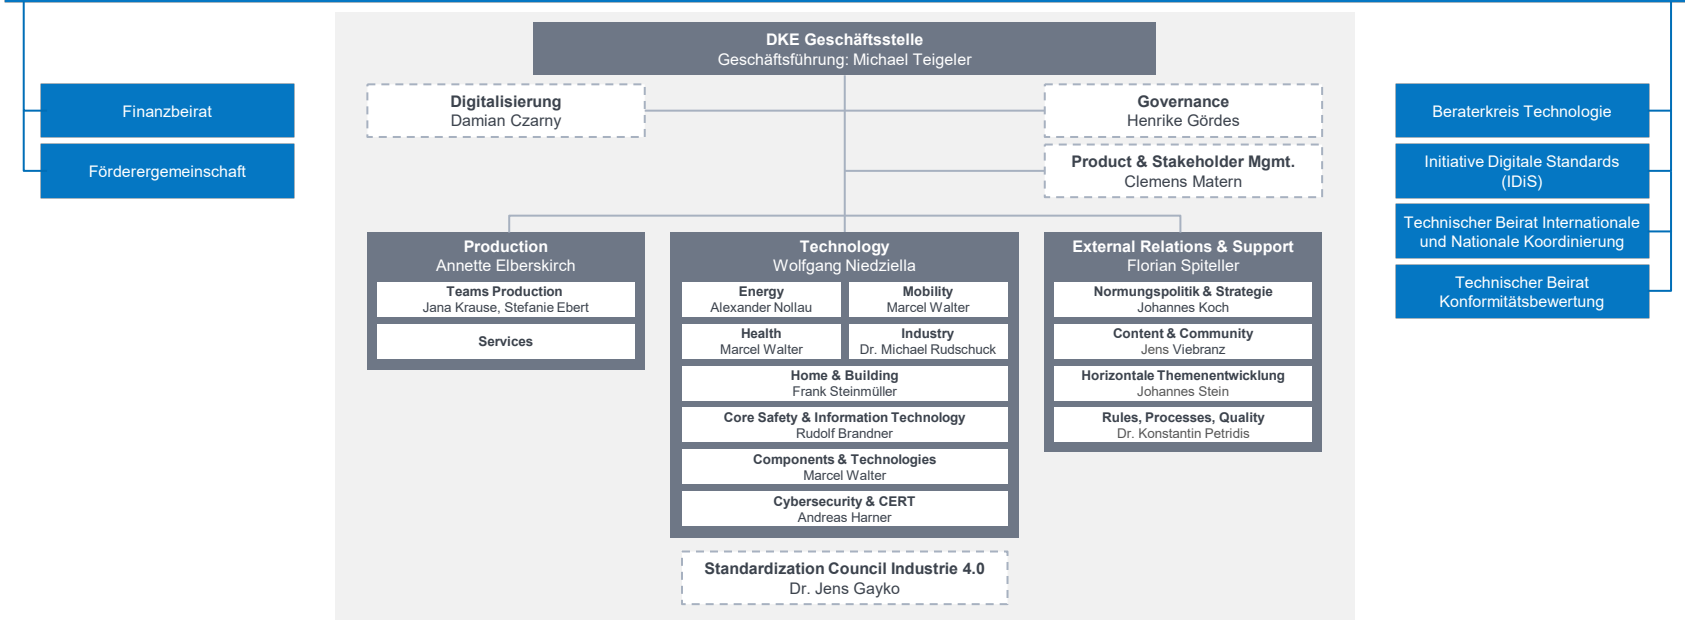 DKE Geschäftsstelle
Geschäftsführung: Michael Teigeler
Finanzbeirat
Förderergemeinschaft
Digitalisierung
Damian Czarny
Governance
Henrike Gördes
Product & Stakeholder Mgmt.
Clemens Matern
Beraterkreis Technologie
Initiative Digitale Standards
(IDiS)
Technischer Beirat Internationale
und Nationale Koordinierung
Technischer Beirat
Konformitätsbewertung
Production
Annette Elberskirch
Teams Production
Jana Krause, Stefanie Ebert
Services
Technology
Wolfgang Niedziella
Energy
Alexander Nollau
Mobility
Marcel Walter
Health
Marcel Walter
Industry
Dr. Michael Rudschuck
Home & Building
Frank Steinmüller
Core Safety & Information Technology
Rudolf Brandner
Components & Technologies
Marcel Walter
Cybersecurity & CERT
Andreas Harner
Standardization Council Industrie 4.0
Dr. Jens Gayko
External Relations & Support
Florian Spiteller
Normungspolitik & Strategie
Johannes Koch
Content & Community
Jens Viebranz
Horizontale Themenentwicklung
Johannes Stein
Rules, Processes, Quality
Dr. Konstantin Petridis